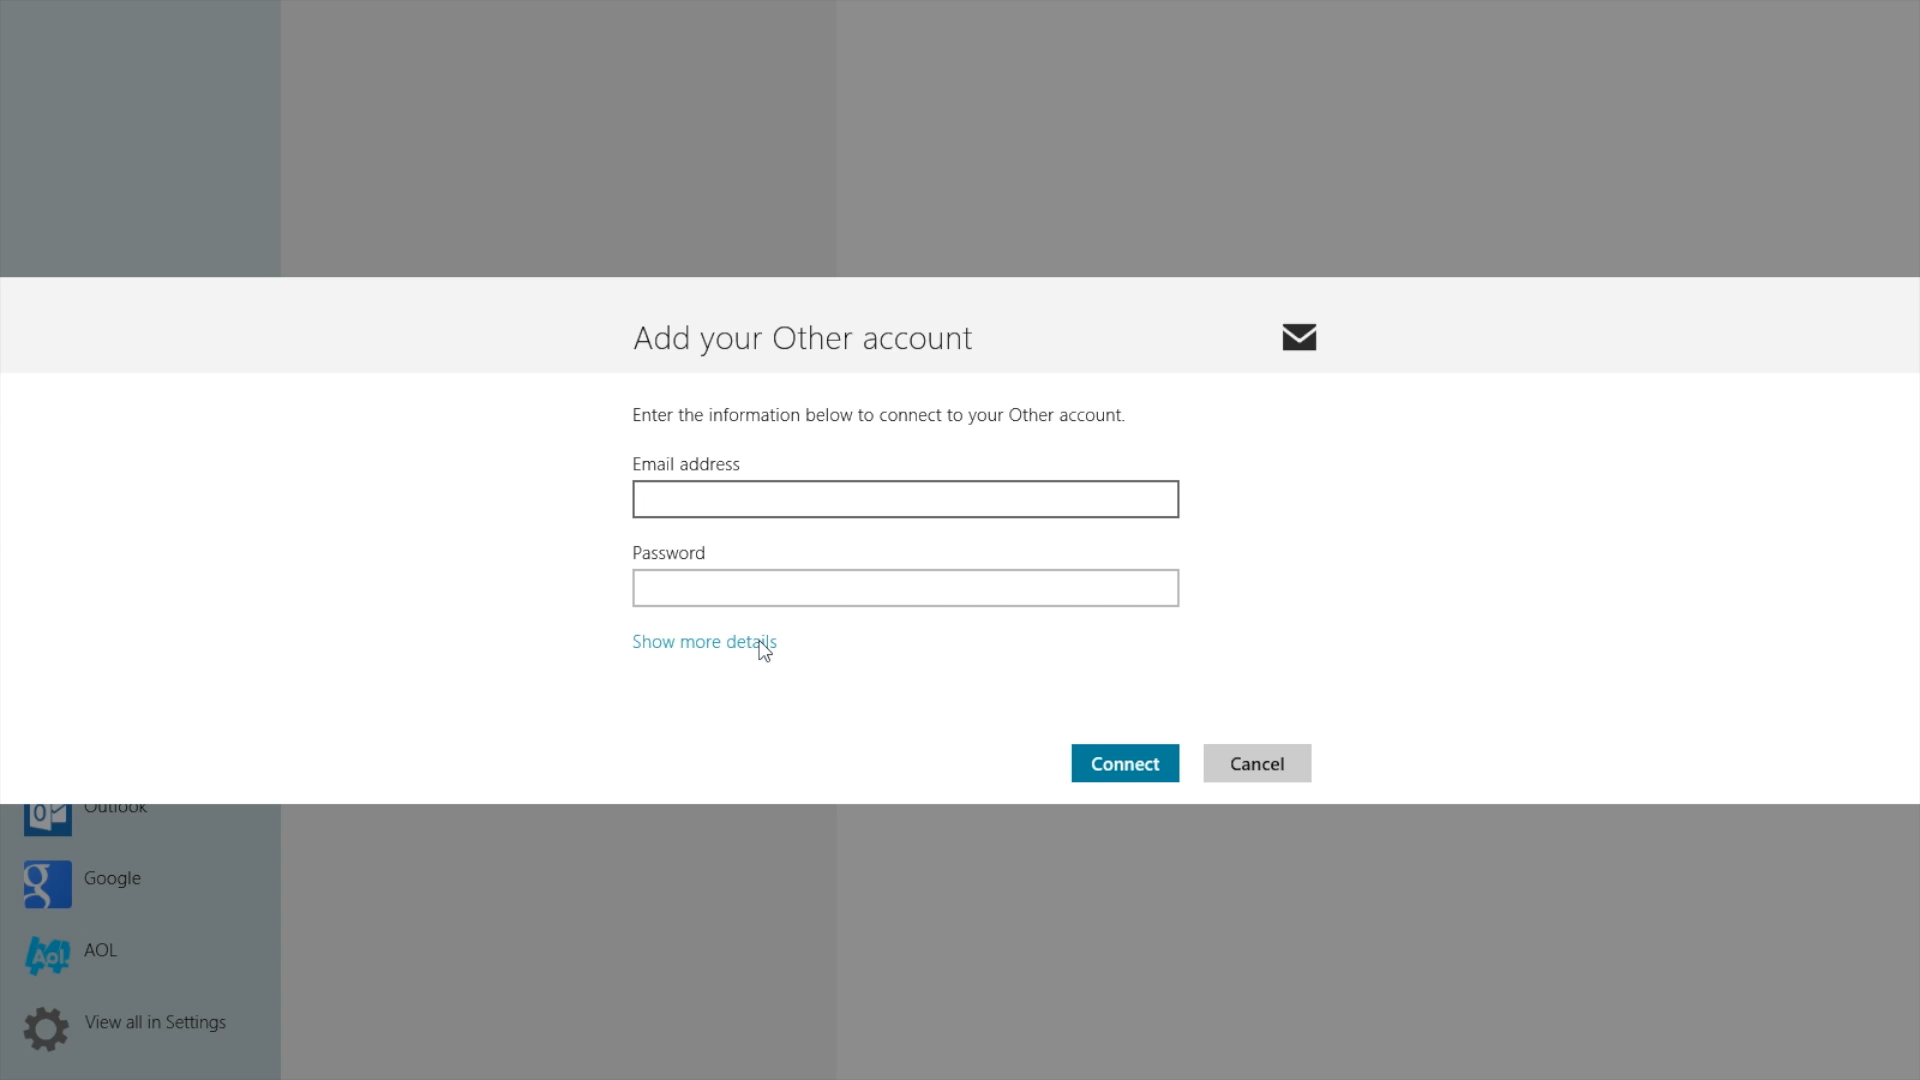 Add your Other account
Enter the information below to connect to your Other account.
Email address
Password
Show more details
Connect
Cancel
Outlook
Google
AOL
View all in Settings